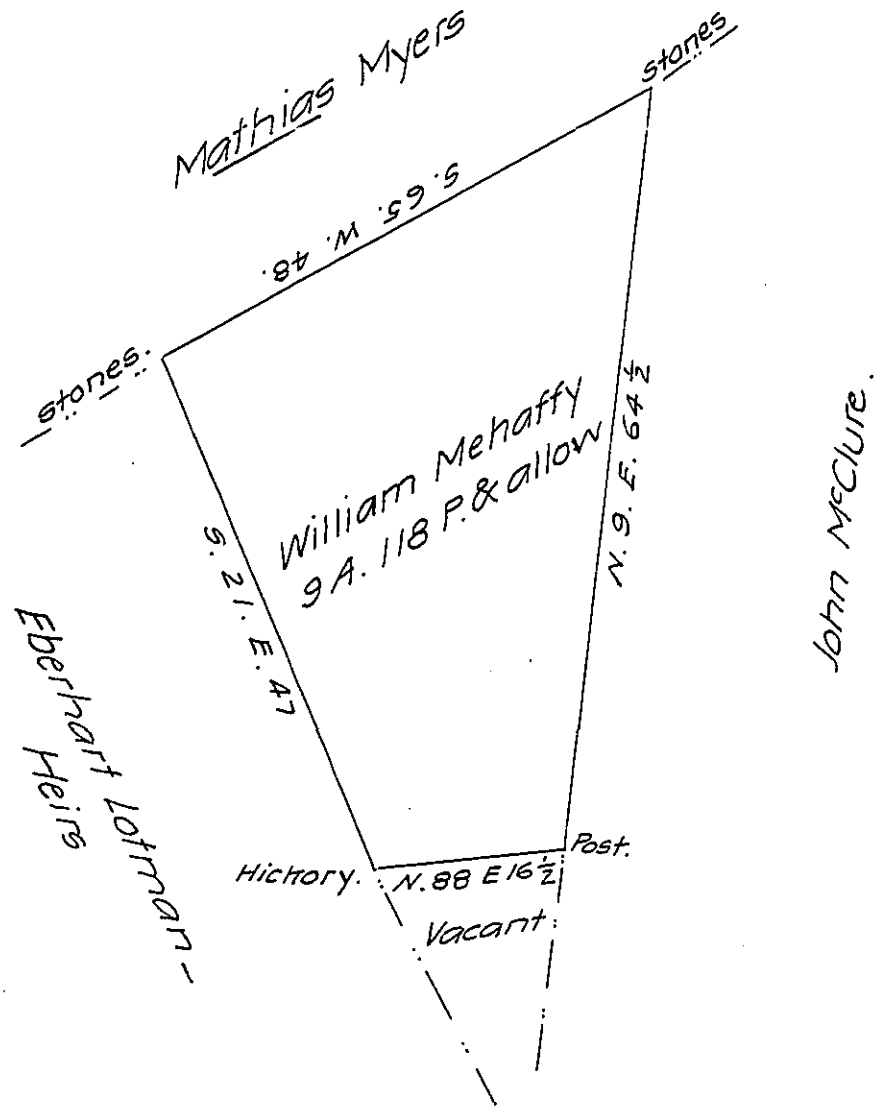 Mathias Myers
stones
S. 65. W. 48.
stones.
William Mehaffy
9 A. 118 P. & allow
N. 9. E. 64 ½
John McClure.
S. 21. E. 47
Eberhart Lotman-
Heirs
Hickory.
N. 88 E 16 ½
Post.
Vacant